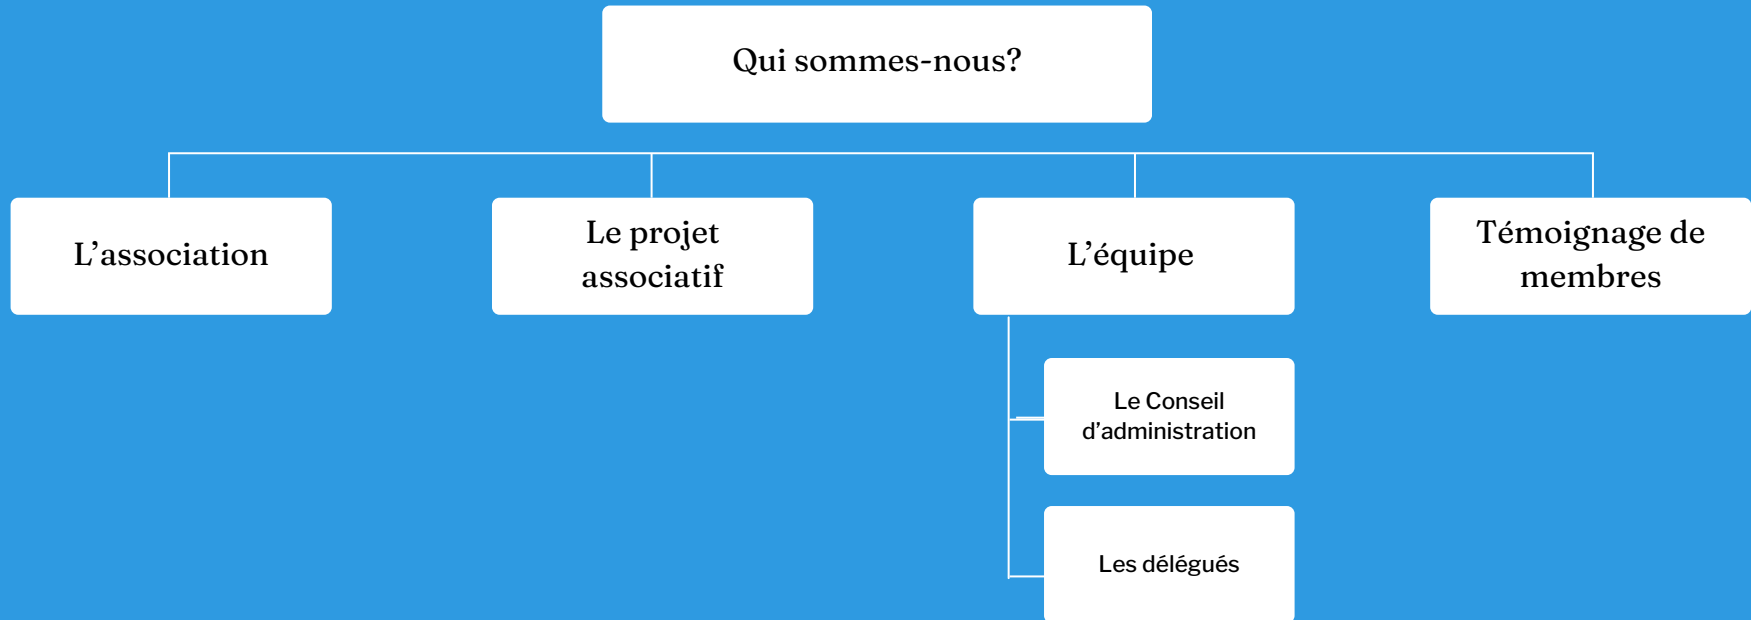 Qui sommes-nous?
L’association
Le projet
associatif
L’équipe
Témoignage de
membres
Le Conseil
d’administration
Les délégués